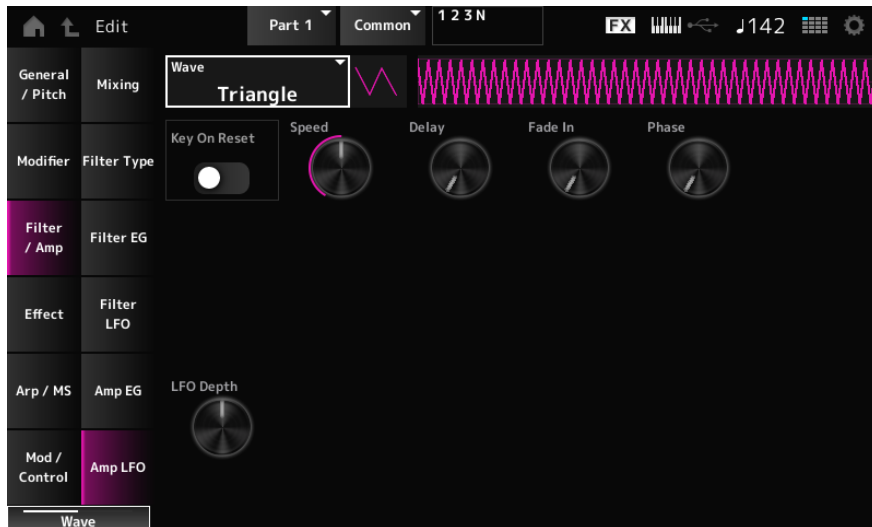 Edit
Part 1
Common
1 2 3 N
FX
♩142
General
/ Pitch
Mixing
Modifier
Filter Type
Filter
/ Amp
Filter EG
Effect
Filter
LFO
Arp / MS
Amp EG
Mod /
Control
Amp LFO
Wave
Wave
Triangle
Key On Reset
Speed
Delay
Fade In
Phase
LFO Depth